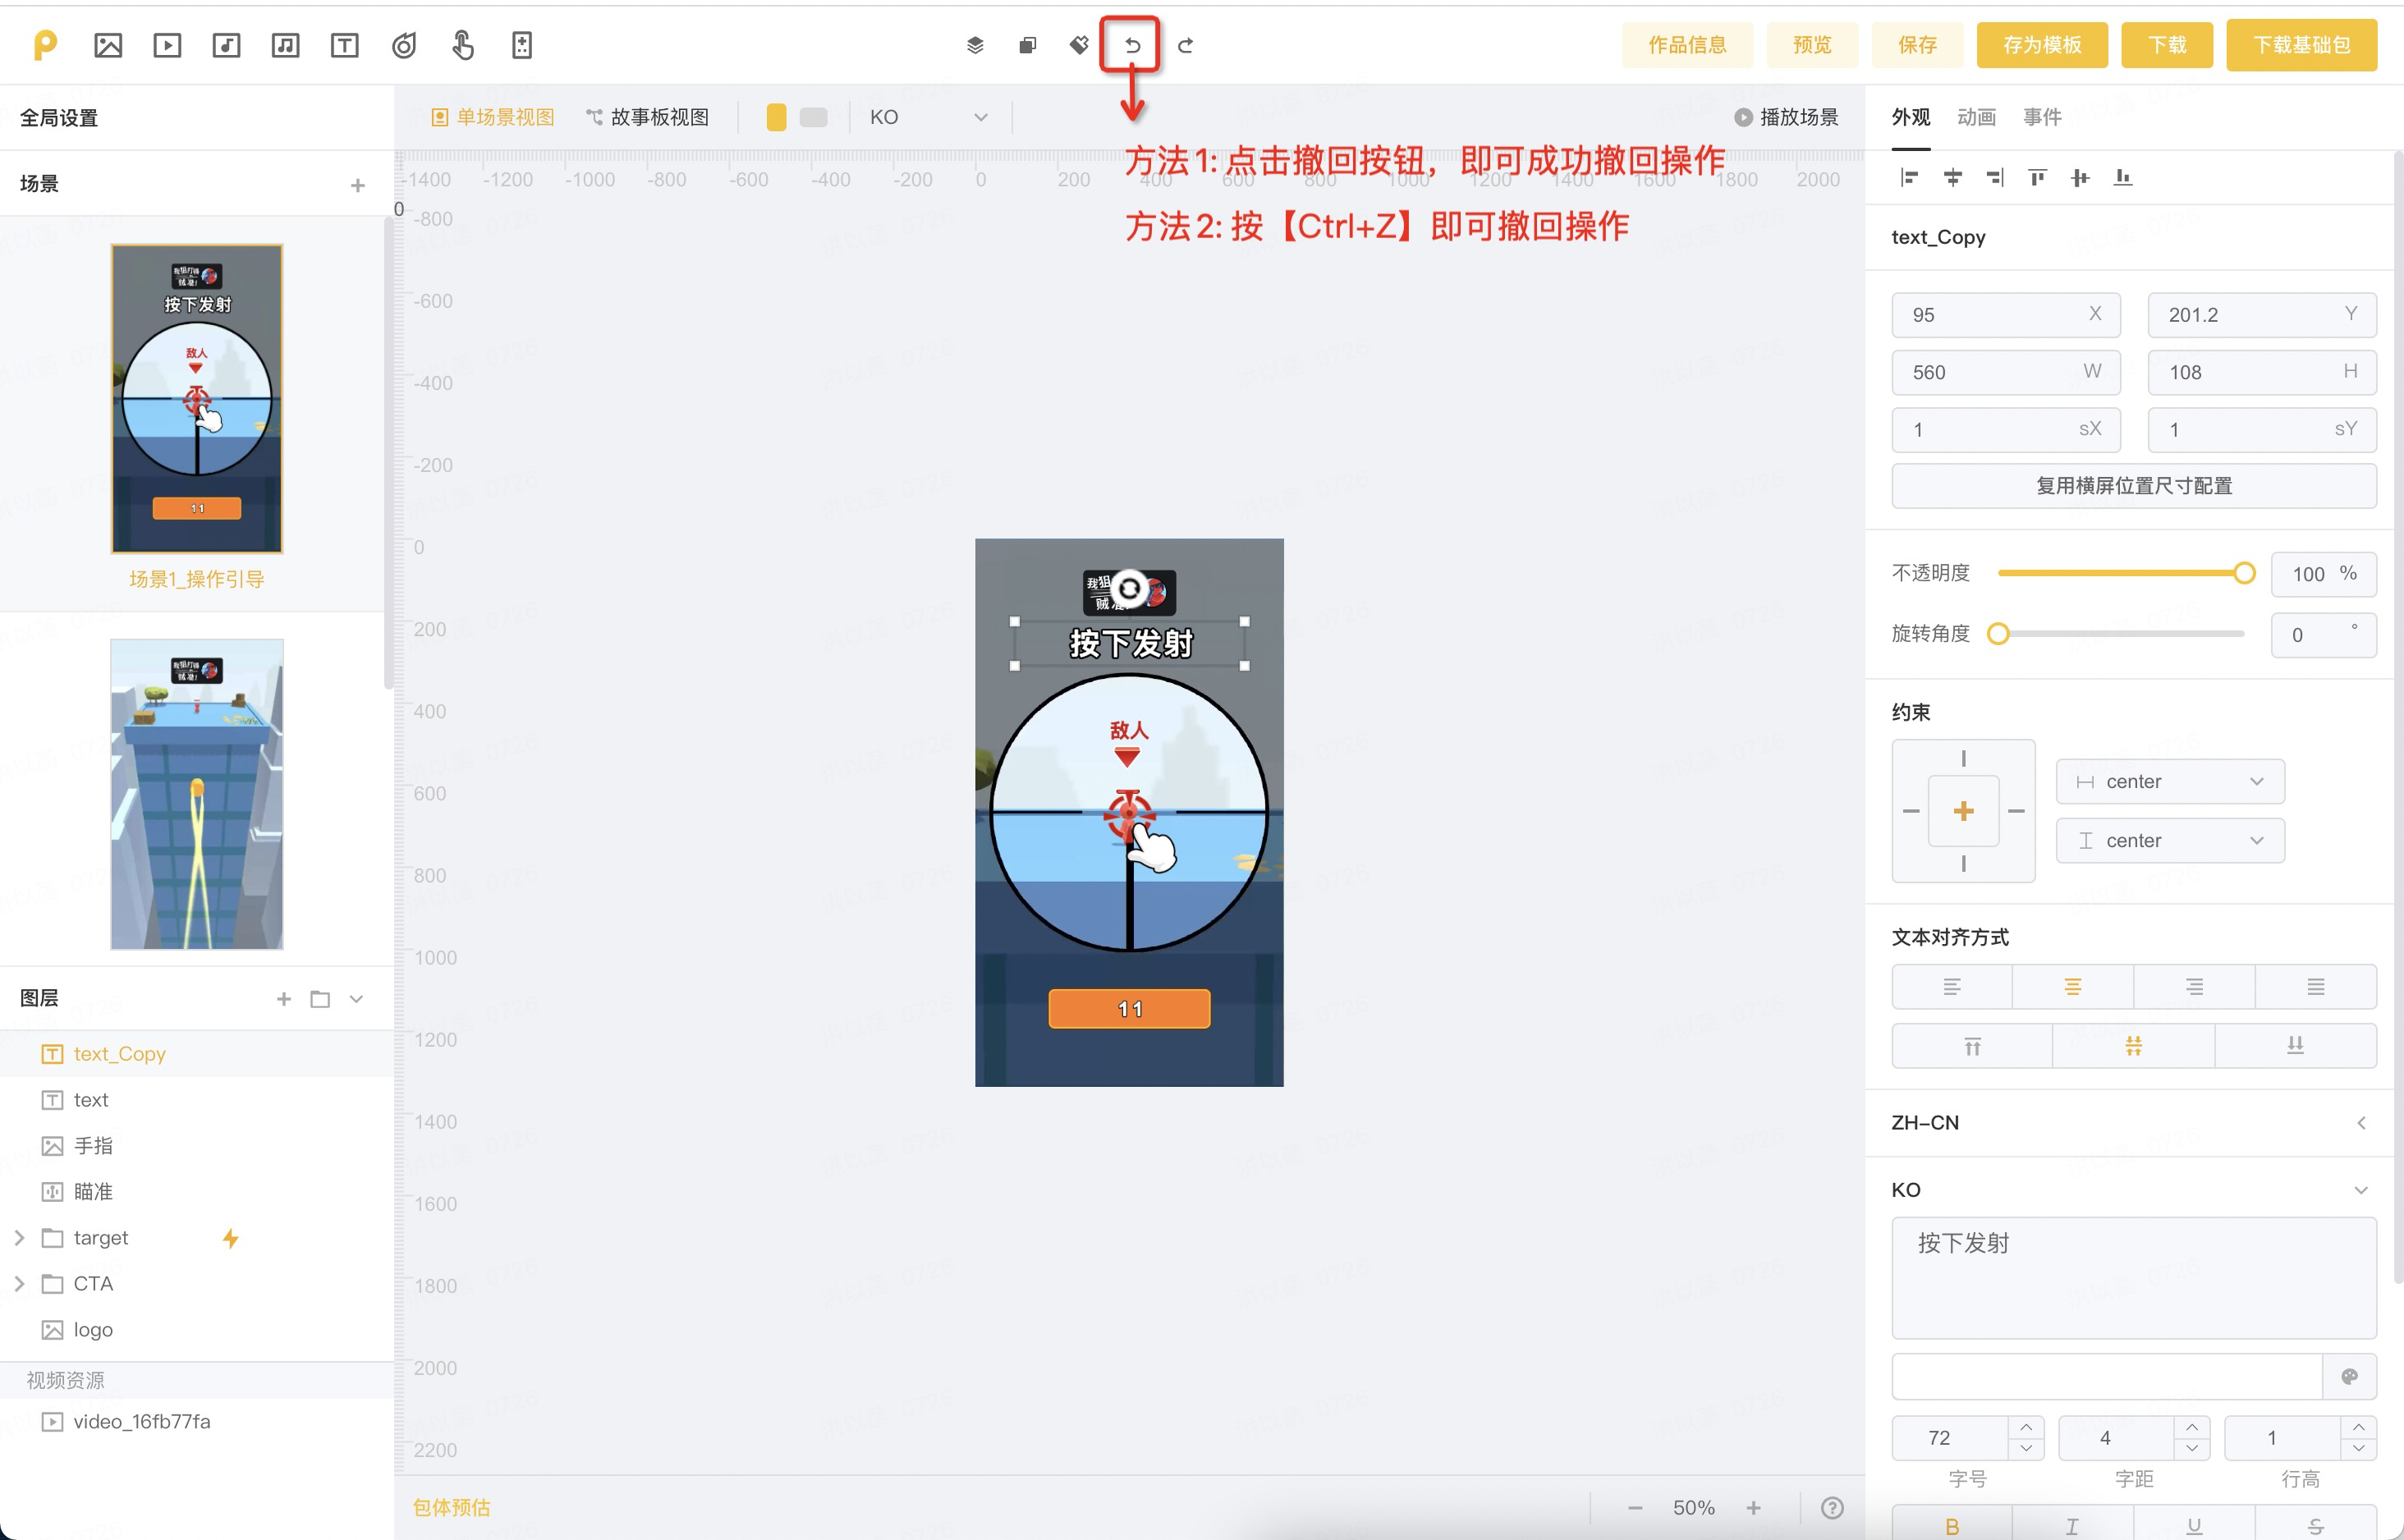 作品信息
预览
保存
存为模板
下载
下载基础包
全局设置
单场景视图
故事板视图
KO
播放场景
外观
动画
事件
方法1: 点击撤回按钮，即可成功撤回操作
方法2: 按【Ctrl+Z】即可撤回操作
-1400 -1200 -1000 -800 -600 -400 -200 0 200 400 600 800 1000 1200 1400 1600 1800 2000
场景
0
-800
-600
-400
-200
0
200
400
600
800
1000
1200
1400
1600
1800
2000
2200
按下发射
敌人
11
场景1_操作引导
图层
text_Copy
text
手指
瞄准
target
CTA
logo
视频资源
video_16fb77fa
按下发射
敌人
11
包体预估
50%
text_Copy
95 X
201.2 Y
560 W
108 H
1 sX
1 sY
复用横屏位置尺寸配置
不透明度
100 %
旋转角度
0 °
约束
center
center
文本对齐方式
ZH-CN
KO
按下发射
72
4
1
字号
字距
行高
B
I
U
S